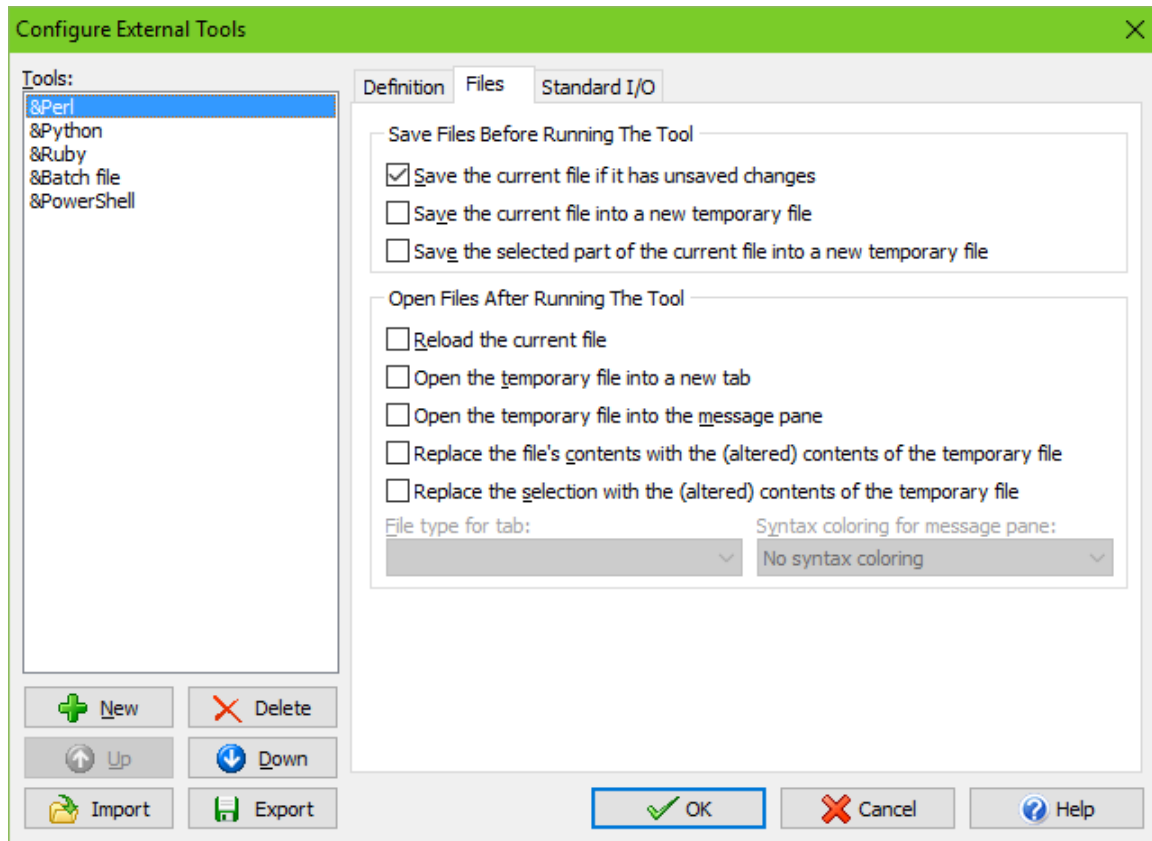 Configure External Tools
Tools:
&Perl
&Python
&Ruby
&Batch file
&PowerShell
New
Delete
Up
Down
Import
Export
Definition
Files
Standard I/O
Save Files Before Running The Tool
Save the current file if it has unsaved changes
Save the current file into a new temporary file
Save the selected part of the current file into a new temporary file
Open Files After Running The Tool
Reload the current file
Open the temporary file into a new tab
Open the temporary file into the message pane
Replace the file's contents with the (altered) contents of the temporary file
Replace the selection with the (altered) contents of the temporary file
File type for tab:
Syntax coloring for message pane:
No syntax coloring
OK
Cancel
Help